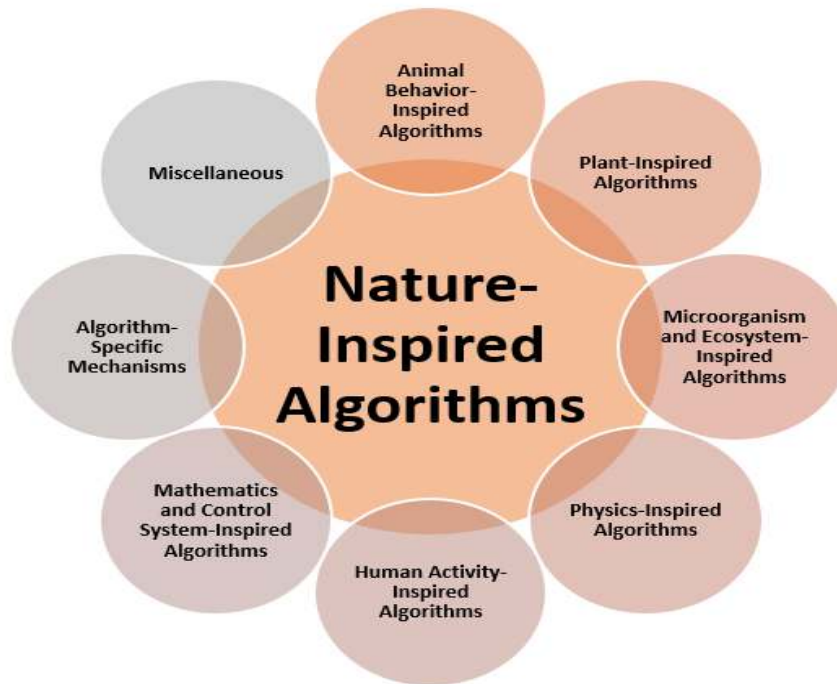 Animal
Behavior-
Inspired
Algorithms
Plant-Inspired
Algorithms
Microorganism
and Ecosystem-
Inspired
Algorithms
Physics-Inspired
Algorithms
Human Activity-
Inspired
Algorithms
Mathematics
and Control
System-Inspired
Algorithms
Algorithm-
Specific
Mechanisms
Miscellaneous
Nature-
Inspired
Algorithms